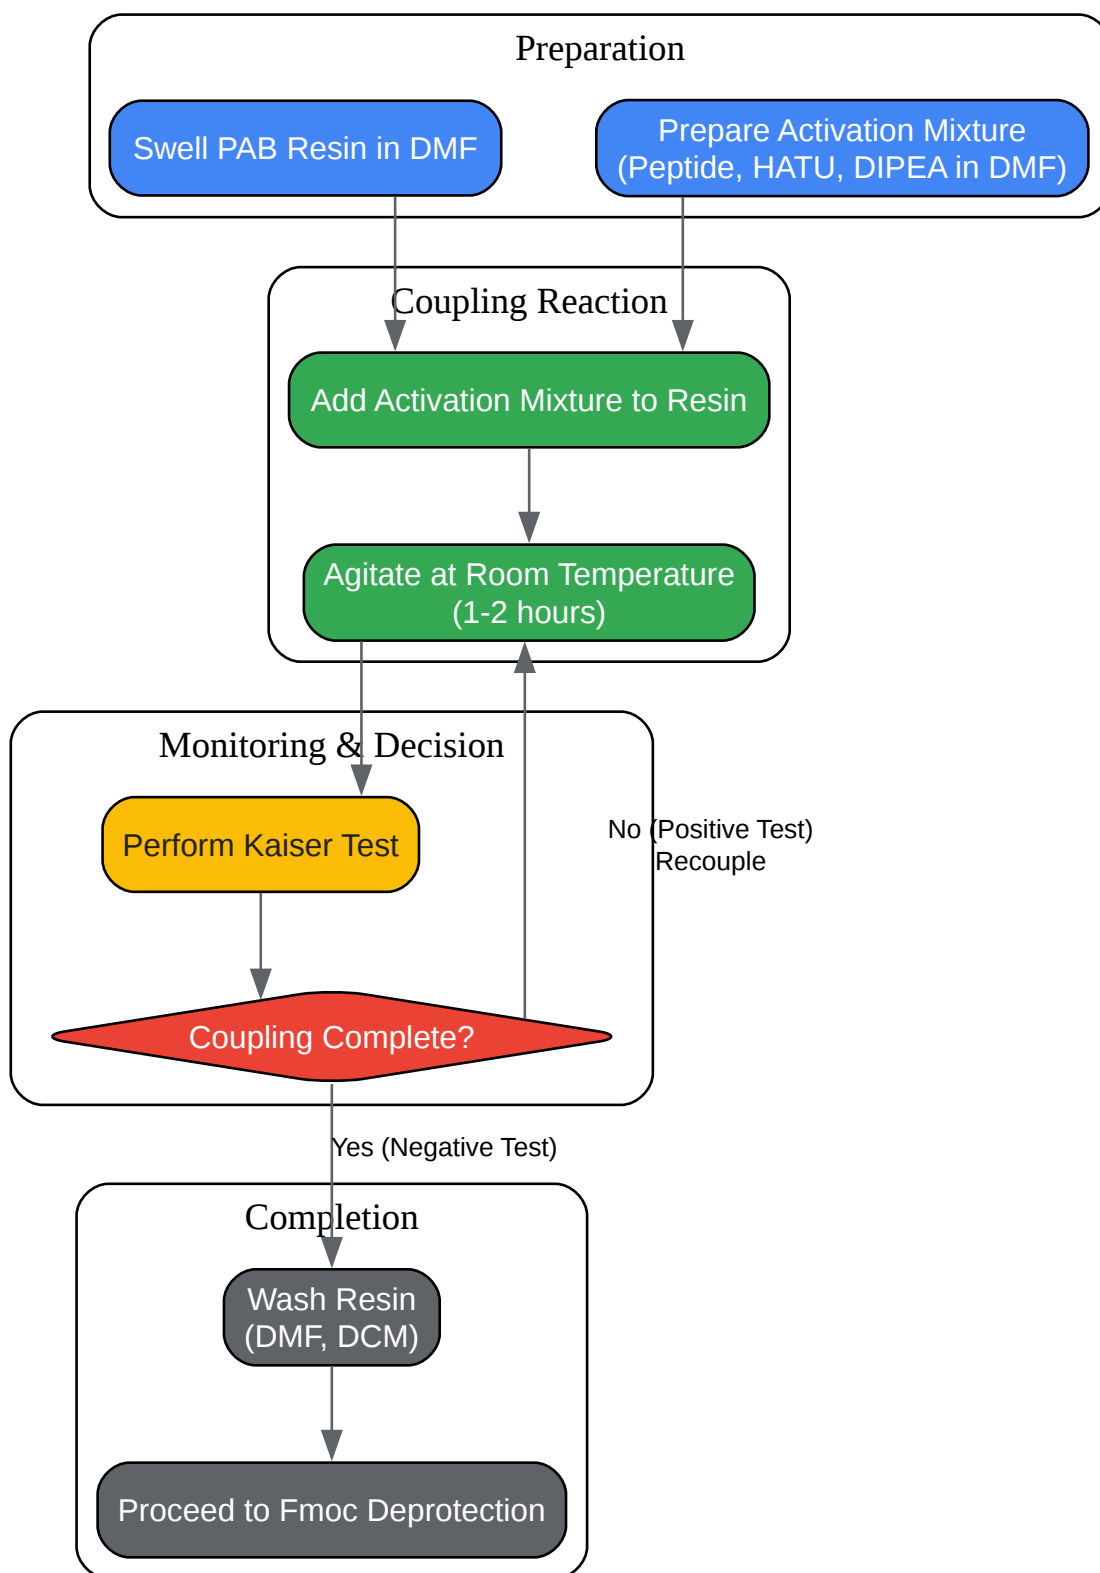 Preparation
Swell PAB Resin in DMF
Prepare Activation Mixture
(Peptide, HATU, DIPEA in DMF)
Coupling Reaction
Add Activation Mixture to Resin
Agitate at Room Temperature
(1-2 hours)
Monitoring & Decision
Perform Kaiser Test
No (Positive Test)
Recouple
Coupling Complete?
Yes (Negative Test)
Completion
Wash Resin
(DMF, DCM)
Proceed to Fmoc Deprotection